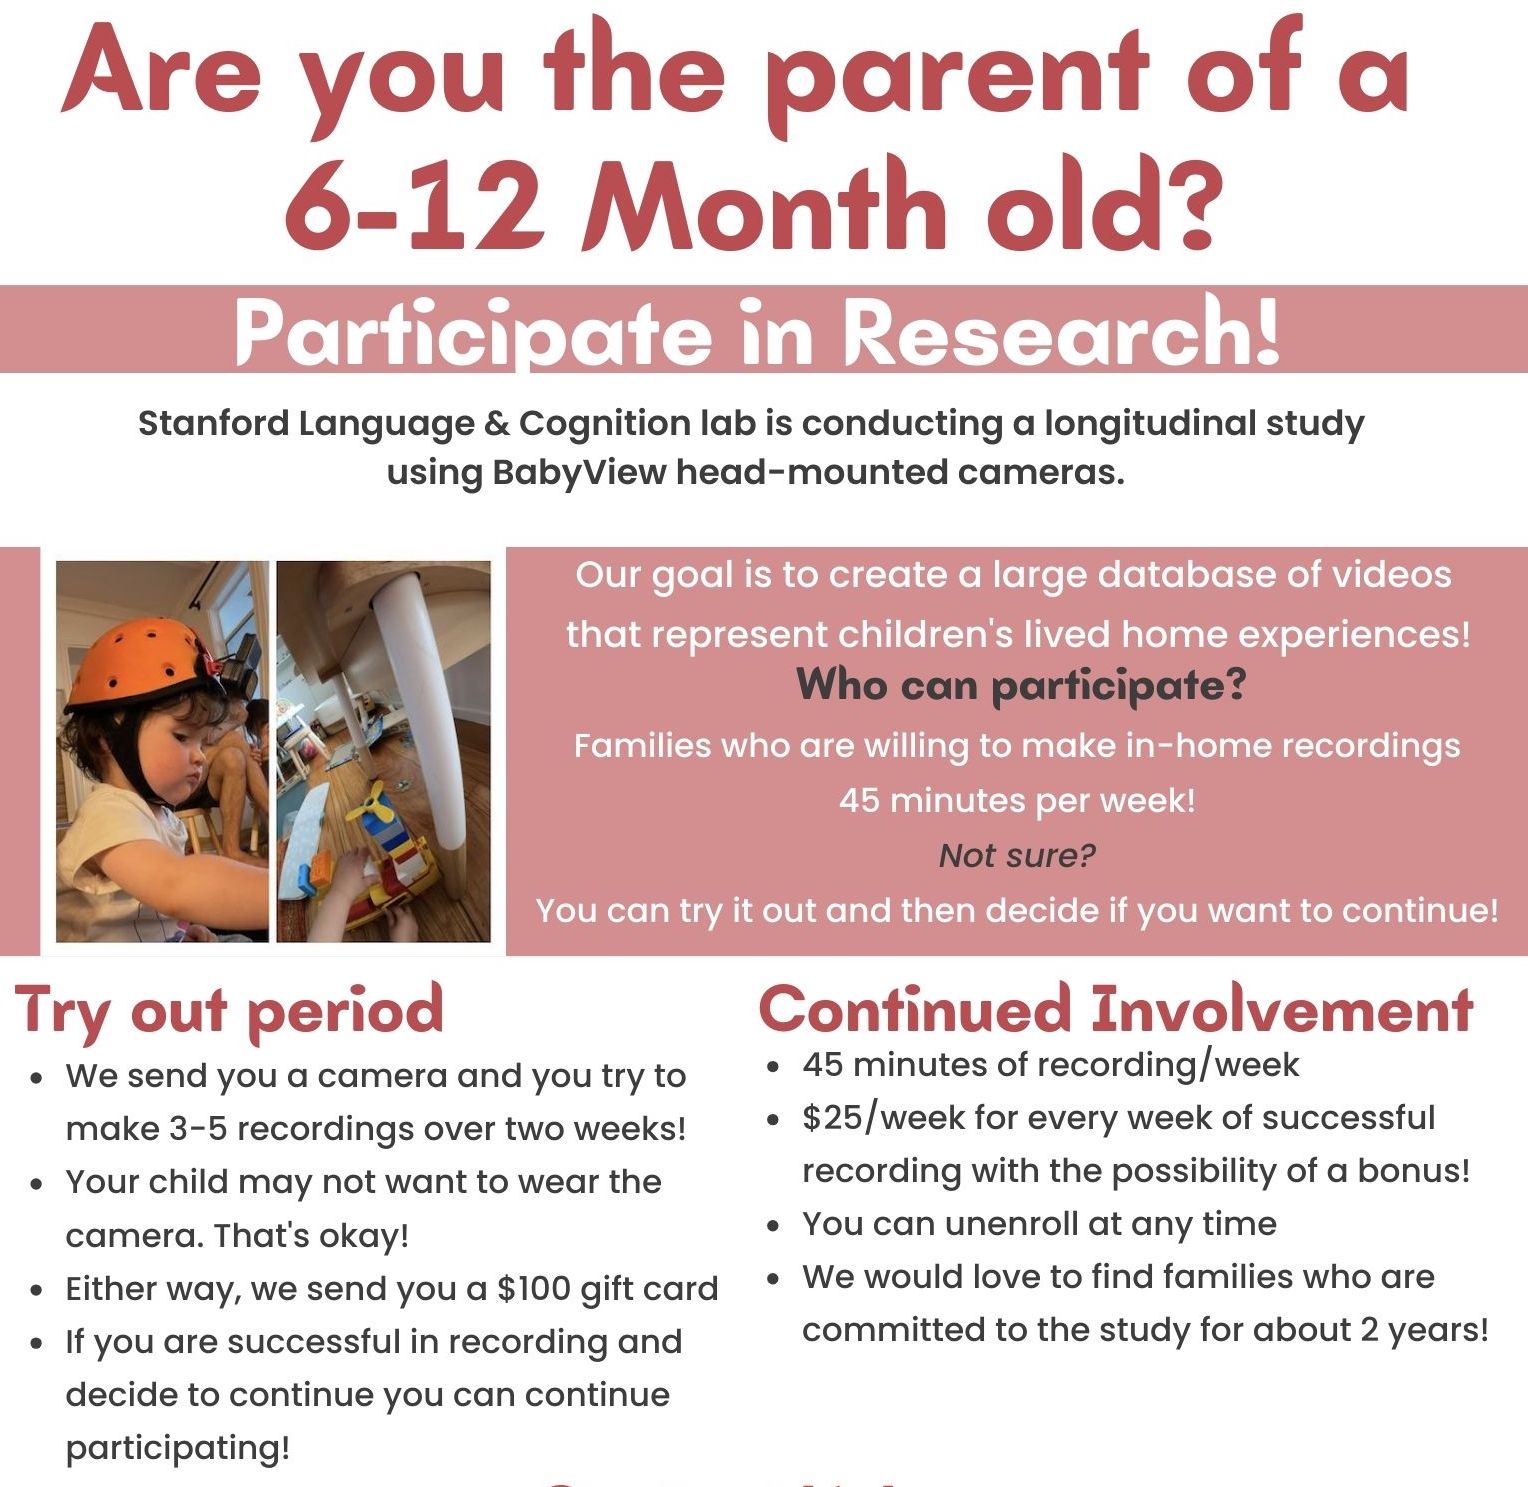 Are you the parent of a
6-12 Month old?
Participate in Research!
Stanford Language & Cognition lab is conducting a longitudinal study
using BabyView head-mounted cameras.
Our goal is to create a large database of videos
that represent children's lived home experiences!
Who can participate?
Families who are willing to make in-home recordings
45 minutes per week!
Not sure?
You can try it out and then decide if you want to continue!
Try out period
• We send you a camera and you try to
make 3-5 recordings over two weeks!
• Your child may not want to wear the
camera. That's okay!
• Either way, we send you a $100 gift card
• If you are successful in recording and
decide to continue you can continue
participating!
Continued Involvement
• 45 minutes of recording/week
• $25/week for every week of successful
recording with the possibility of a bonus!
• You can unenroll at any time
• We would love to find families who are
committed to the study for about 2 years!